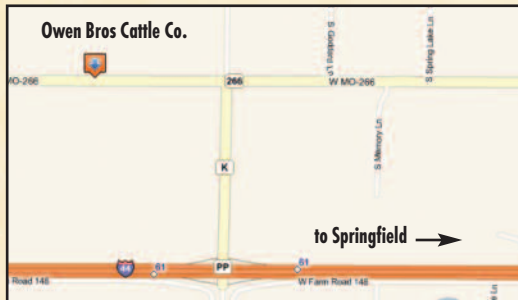 Owen Bros Cattle Co.
S Goddard Ln
S Spring Lake Ln
MO-266
266
W MO-266
S Memory Ln
K
to Springfield
44
61
PP
61
Road 148
W Farm Road 148
e Ln